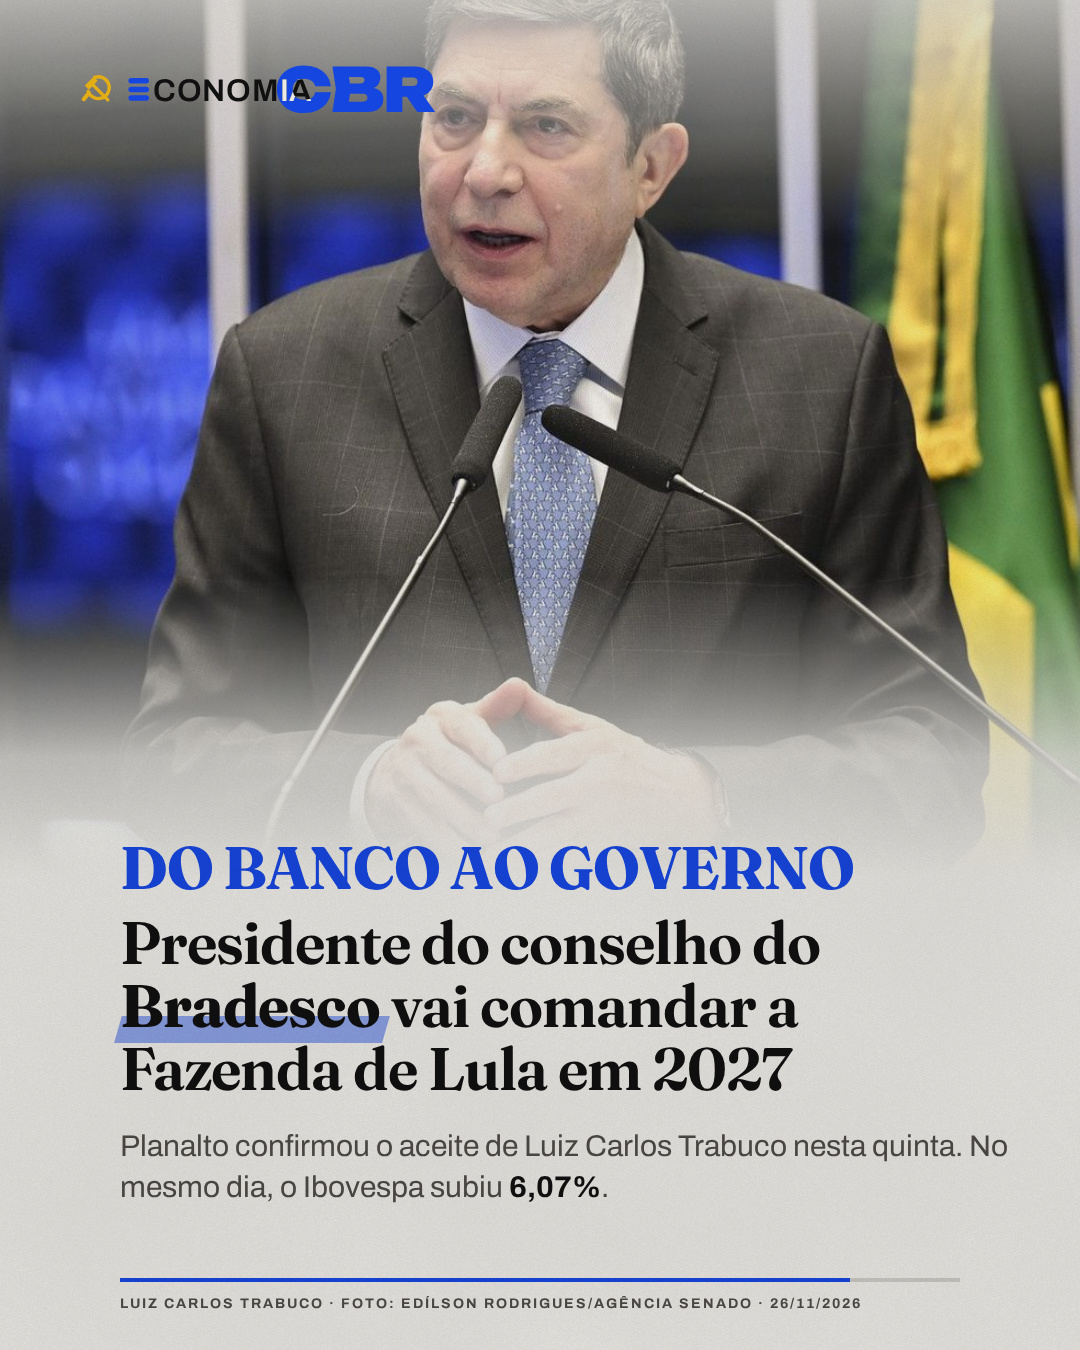 ECONOMIA CBR
DO BANCO AO GOVERNO
Presidente do conselho do
Bradesco vai comandar a
Fazenda de Lula em 2027
Planalto confirmou o aceite de Luiz Carlos Trabuco nesta quinta. No
mesmo dia, o Ibovespa subiu 6,07%.
LUIZ CARLOS TRABUCO · FOTO: EDÍLSON RODRIGUES/AGÊNCIA SENADO · 26/11/2026